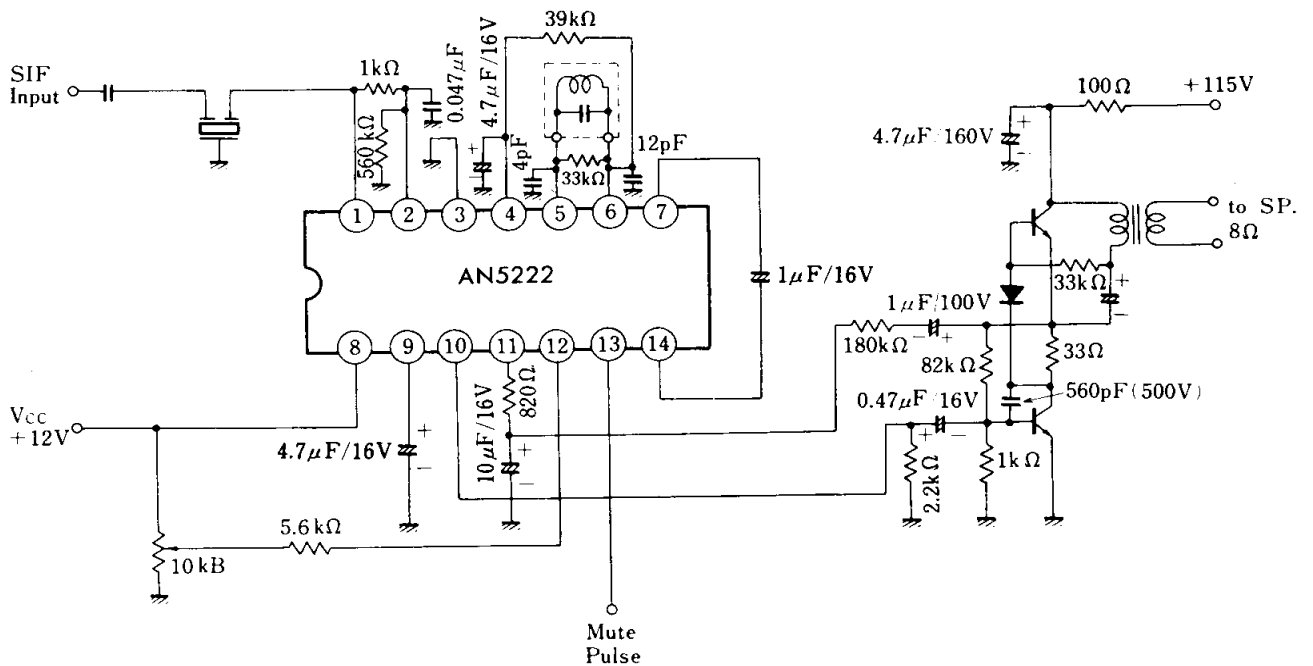 39kΩ
SIF
Input
1kΩ
0.047μF
4.7μF/16V
560kΩ
4pF
33kΩ
12pF
100Ω
+115V
4.7μF/160V
+
−
1 2 3 4 5 6 7
AN5222
8 9 10 11 12 13 14
1μF/16V
to SP.
8Ω
33kΩ
1μF/100V
180kΩ
− +
82kΩ
33Ω
560pF(500V)
0.47μF/16V
+ −
2.2kΩ
1kΩ
Vcc
+12V
4.7μF/16V
+
−
10μF/16V
820Ω
+
−
5.6kΩ
10kB
Mute
Pulse